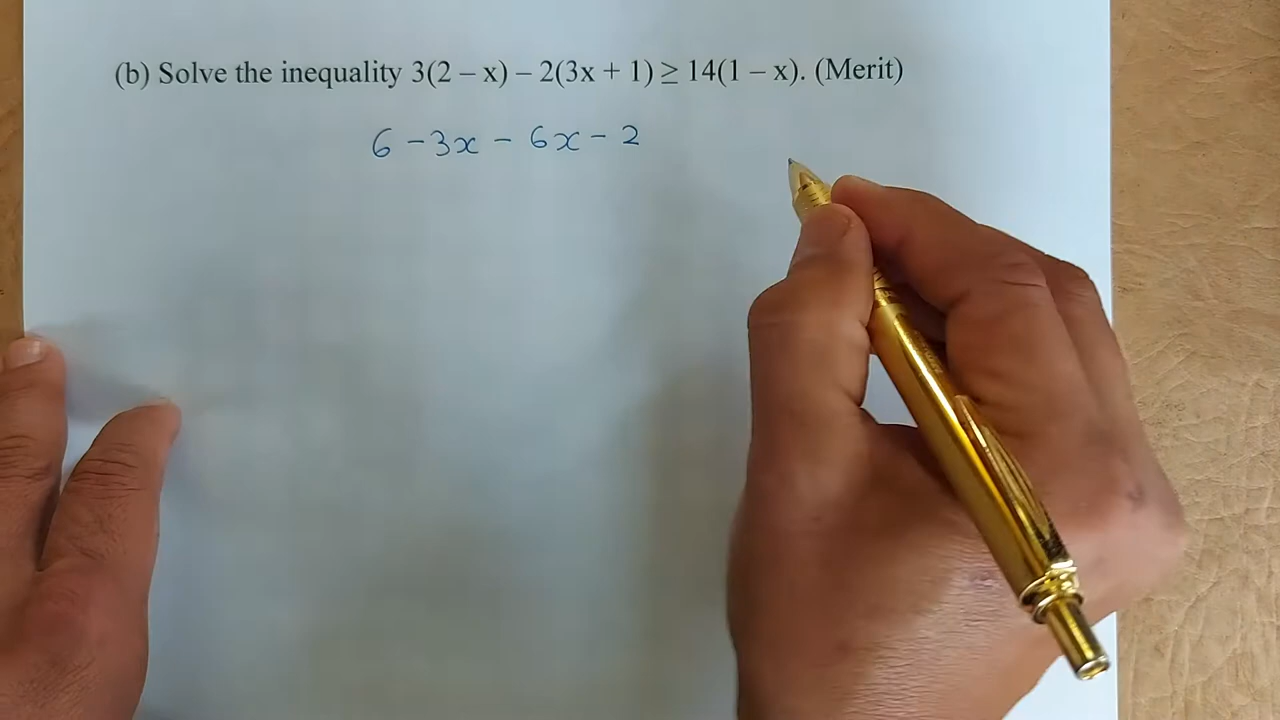 (b) Solve the inequality 3(2 – x) – 2(3x + 1) ≥ 14(1 – x). (Merit)
6 - 3x - 6x - 2